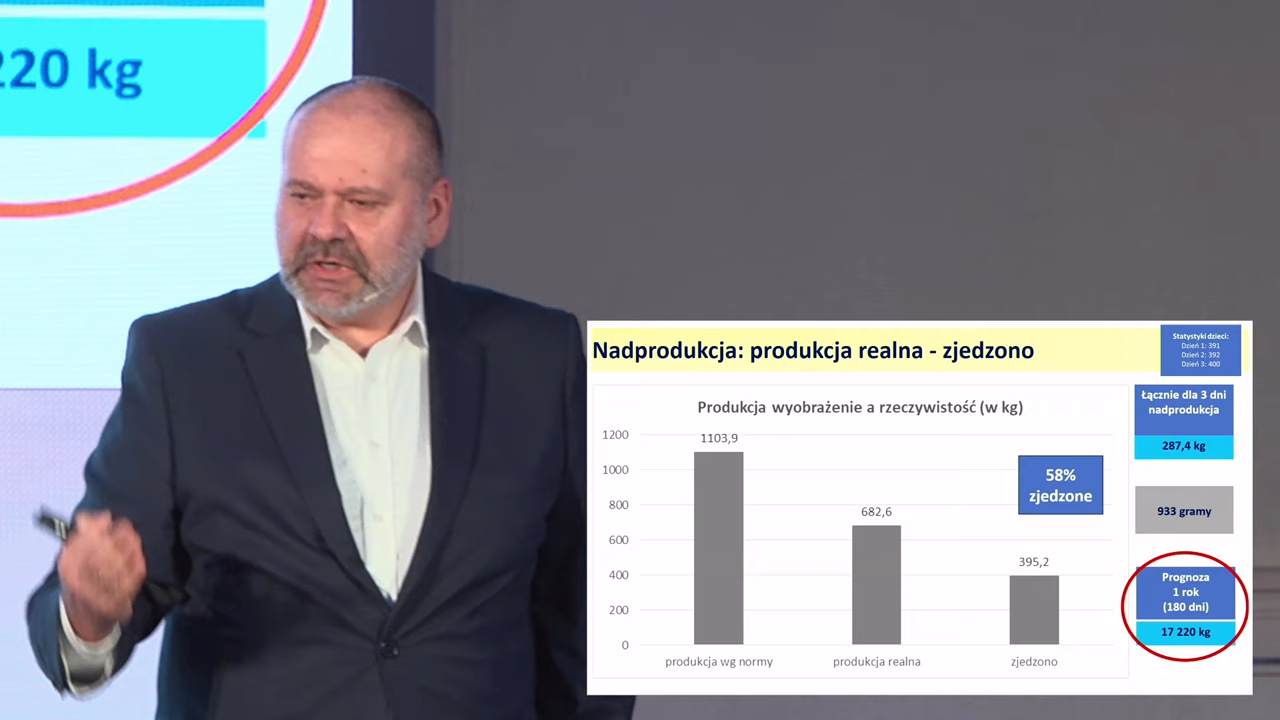 220 kg
Nadprodukcja: produkcja realna - zjedzono
Statystyki dzieci:
Dzień 1: 391
Dzień 2: 392
Dzień 3: 400
Produkcja wyobrażenie a rzeczywistość (w kg)
1200
1000
800
600
400
200
0
1103,9
682,6
395,2
produkcja wg normy
produkcja realna
zjedzono
58%
zjedzone
Łącznie dla 3 dni
nadprodukcja
287,4 kg
933 gramy
Prognoza
1 rok
(180 dni)
17 220 kg